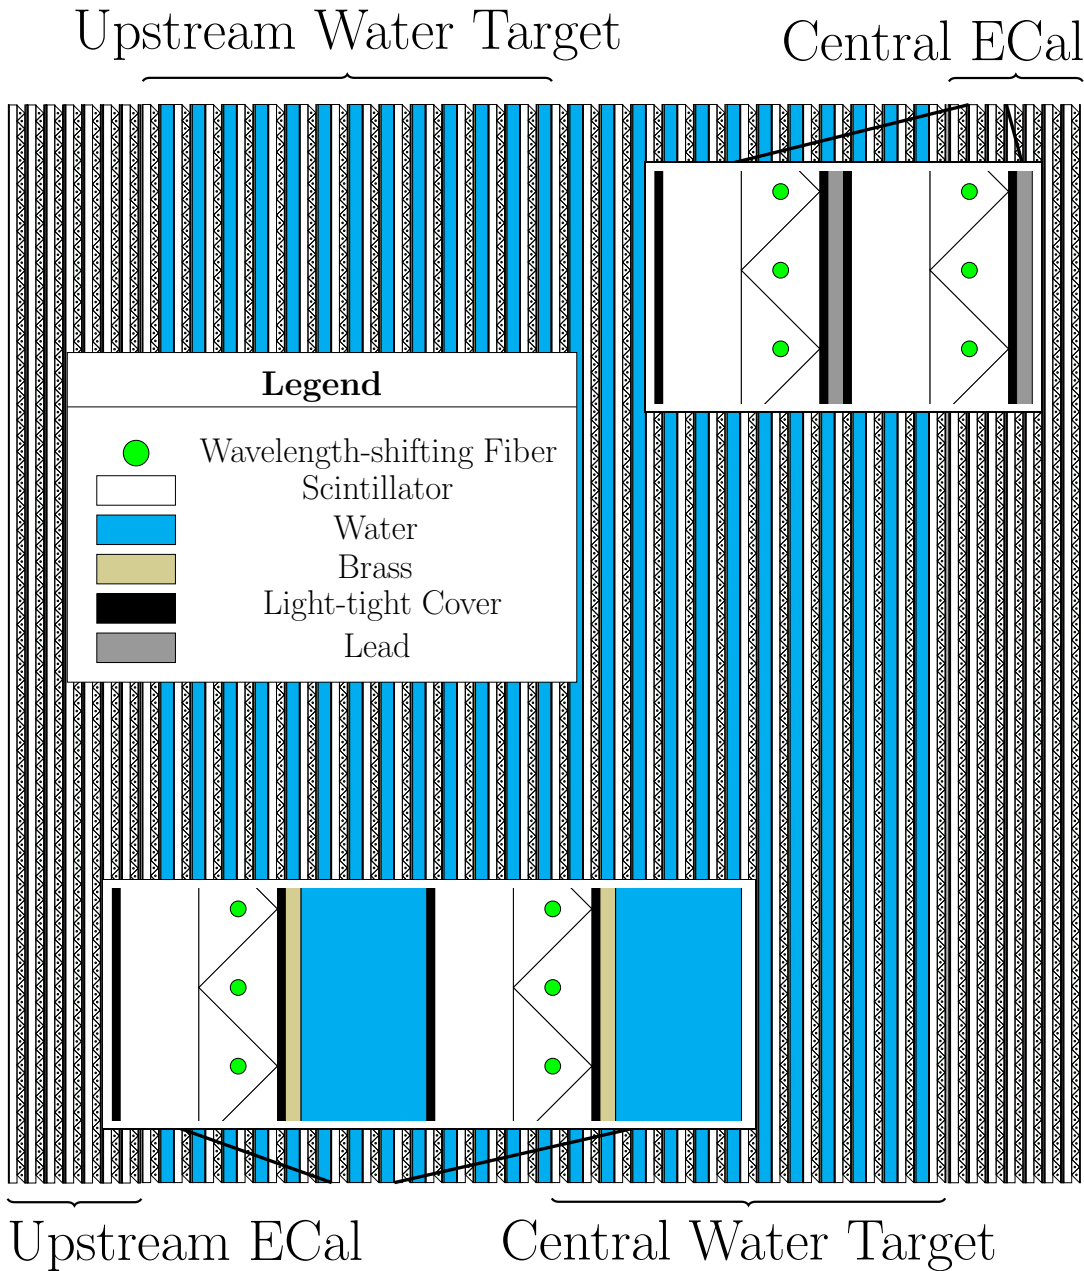 Upstream Water Target
Central ECal
Legend
Wavelength-shifting Fiber
Scintillator
Water
Brass
Light-tight Cover
Lead
Upstream ECal
Central Water Target